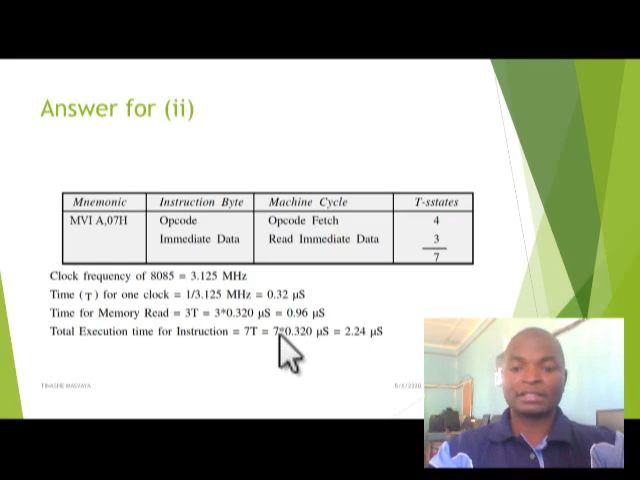 Answer for (ii)
Mnemonic Instruction Byte Machine Cycle T-sstates
MVI A,07H Opcode Opcode Fetch 4
Immediate Data Read Immediate Data 3
7
Clock frequency of 8085 = 3.125 MHz
Time (T) for one clock = 1/3.125 MHz = 0.32 µS
Time for Memory Read = 3T = 3*0.320 µS = 0.96 µS
Total Execution time for Instruction = 7T = 7*0.320 µS = 2.24 µS
TINASHE MASVAYA